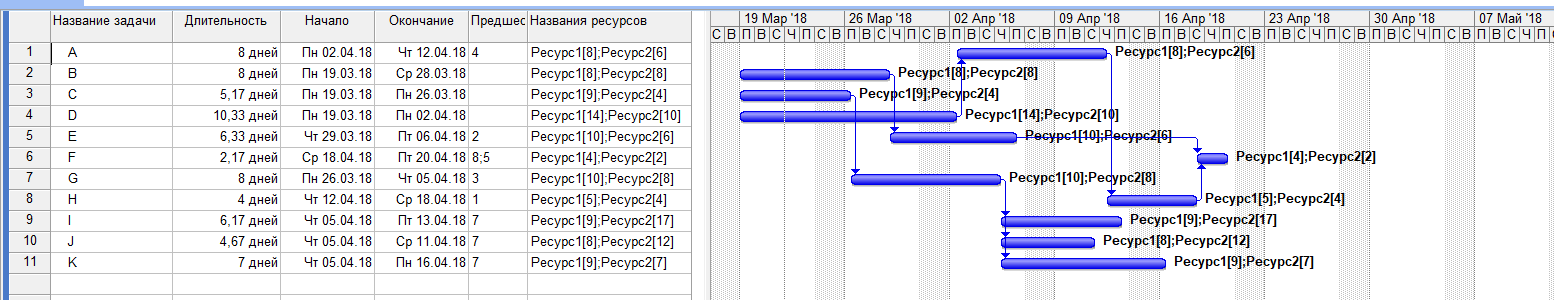 Название задачи Длительность Начало Окончание Предшес Названия ресурсов
19 Мар '18 26 Мар '18 02 Апр '18 09 Апр '18 16 Апр '18 23 Апр '18 30 Апр '18 07 Май '18
С В П В С Ч П С В П В С Ч П С В П В С Ч П С В П В С Ч П С В П В С Ч П С В П В С Ч П С В П В С Ч П С В П В С Ч П
1 A 8 дней Пн 02.04.18 Чт 12.04.18 4 Ресурс1[8];Ресурс2[6] Ресурс1[8];Ресурс2[6]
2 B 8 дней Пн 19.03.18 Ср 28.03.18 Ресурс1[8];Ресурс2[8] Ресурс1[8];Ресурс2[8]
3 C 5,17 дней Пн 19.03.18 Пн 26.03.18 Ресурс1[9];Ресурс2[4] Ресурс1[9];Ресурс2[4]
4 D 10,33 дней Пн 19.03.18 Пн 02.04.18 Ресурс1[14];Ресурс2[10] Ресурс1[14];Ресурс2[10]
5 E 6,33 дней Чт 29.03.18 Пт 06.04.18 2 Ресурс1[10];Ресурс2[6] Ресурс1[10];Ресурс2[6]
6 F 2,17 дней Ср 18.04.18 Пт 20.04.18 8;5 Ресурс1[4];Ресурс2[2] Ресурс1[4];Ресурс2[2]
7 G 8 дней Пн 26.03.18 Чт 05.04.18 3 Ресурс1[10];Ресурс2[8] Ресурс1[10];Ресурс2[8]
8 H 4 дней Чт 12.04.18 Ср 18.04.18 1 Ресурс1[5];Ресурс2[4] Ресурс1[5];Ресурс2[4]
9 I 6,17 дней Чт 05.04.18 Пт 13.04.18 7 Ресурс1[9];Ресурс2[17] Ресурс1[9];Ресурс2[17]
10 J 4,67 дней Чт 05.04.18 Ср 11.04.18 7 Ресурс1[8];Ресурс2[12] Ресурс1[8];Ресурс2[12]
11 K 7 дней Чт 05.04.18 Пн 16.04.18 7 Ресурс1[9];Ресурс2[7] Ресурс1[9];Ресурс2[7]